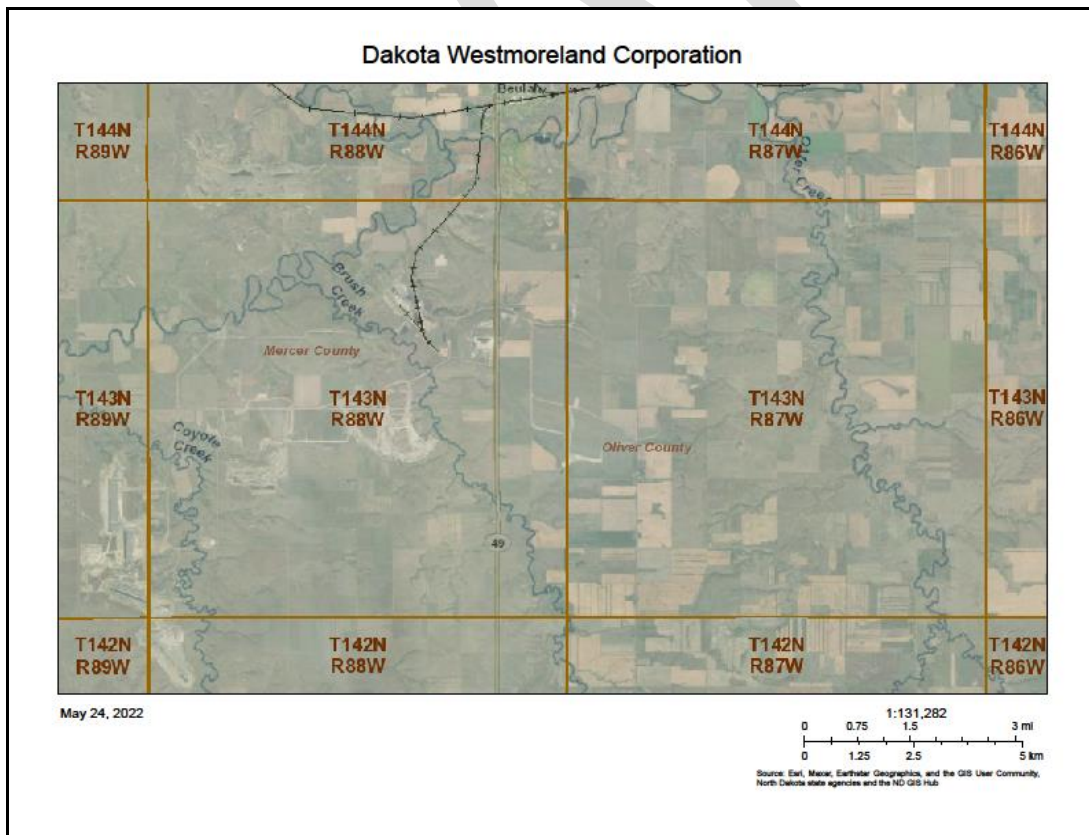 Dakota Westmoreland Corporation
Beulah
T144N
R89W
T144N
R88W
T144N
R87W
T144N
R86W
Otter Creek
Brush
Creek
Mercer County
T143N
R89W
T143N
R88W
T143N
R87W
T143N
R86W
Coyote
Creek
Oliver County
49
T142N
R89W
T142N
R88W
T142N
R87W
T142N
R86W
May 24, 2022
1:131,282
0 0.75 1.5 3 mi
0 1.25 2.5 5 km
Source: Esri, Maxar, Earthstar Geographics, and the GIS User Community,
North Dakota state agencies and the ND GIS Hub